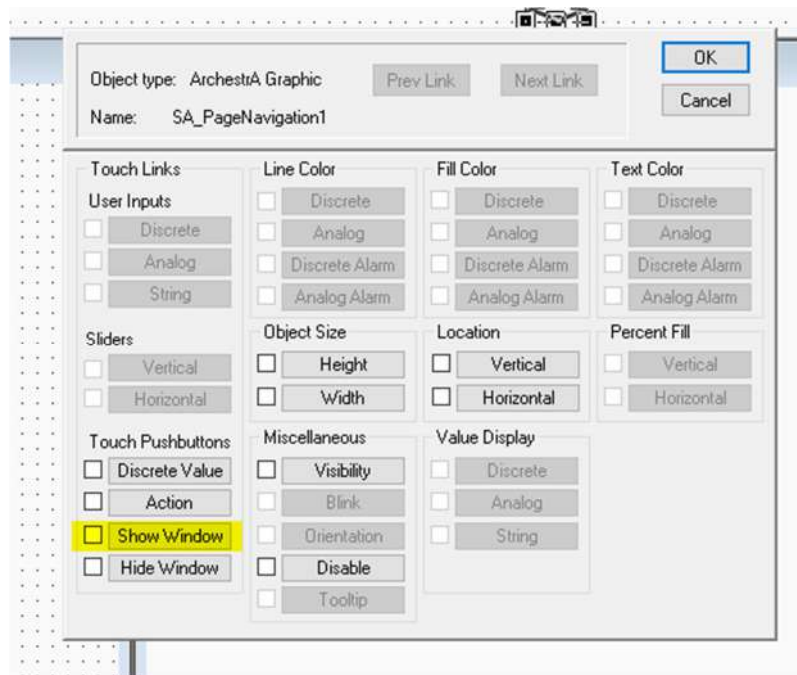 Object type: ArchestrA Graphic
Prev Link
Next Link
OK
Name: SA_PageNavigation1
Cancel
Touch Links
User Inputs
Discrete
Analog
String
Sliders
Vertical
Horizontal
Touch Pushbuttons
Discrete Value
Action
Show Window
Hide Window
Line Color
Discrete
Analog
Discrete Alarm
Analog Alarm
Object Size
Height
Width
Miscellaneous
Visibility
Blink
Orientation
Disable
Tooltip
Fill Color
Discrete
Analog
Discrete Alarm
Analog Alarm
Location
Vertical
Horizontal
Value Display
Discrete
Analog
String
Text Color
Discrete
Analog
Discrete Alarm
Analog Alarm
Percent Fill
Vertical
Horizontal